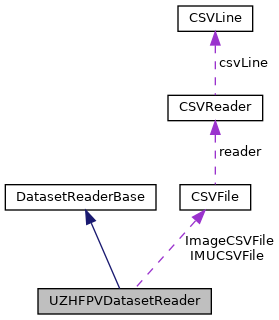 CSVLine
csvLine
CSVReader
reader
DatasetReaderBase
CSVFile
ImageCSVFile
IMUCSVFile
UZHFPVDatasetReader